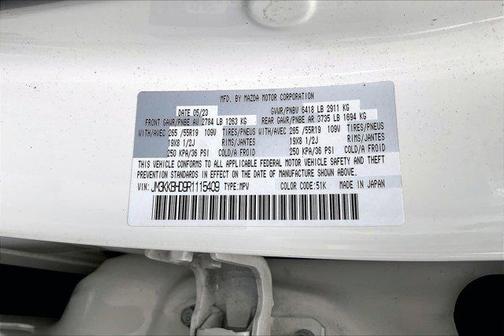 MFD. BY MAZDA MOTOR CORPORATION
DATE 05/23 GVWR/PNBV 6418 LB 2911 KG
FRONT GAWR/PNBE AV 2784 LB 1263 KG REAR GAWR/PNBE AR 3735 LB 1694 KG
WITH/AVEC 265/55R19 109V TIRES/PNEUS WITH/AVEC 265/55R19 109V TIRES/PNEUS
19X8 1/2J RIMS/JANTES 19X8 1/2J RIMS/JANTES
250 KPA/36 PSI COLD/A FROID 250 KPA/36 PSI COLD/A FROID
THIS VEHICLE CONFORMS TO ALL APPLICABLE FEDERAL MOTOR VEHICLE SAFETY AND THEFT
PREVENTION STANDARDS IN EFFECT ON THE DATE OF MANUFACTURE SHOWN ABOVE.
JM3KKBHD9R1115409 TYPE:MPV COLOR CODE:51K MADE IN JAPAN